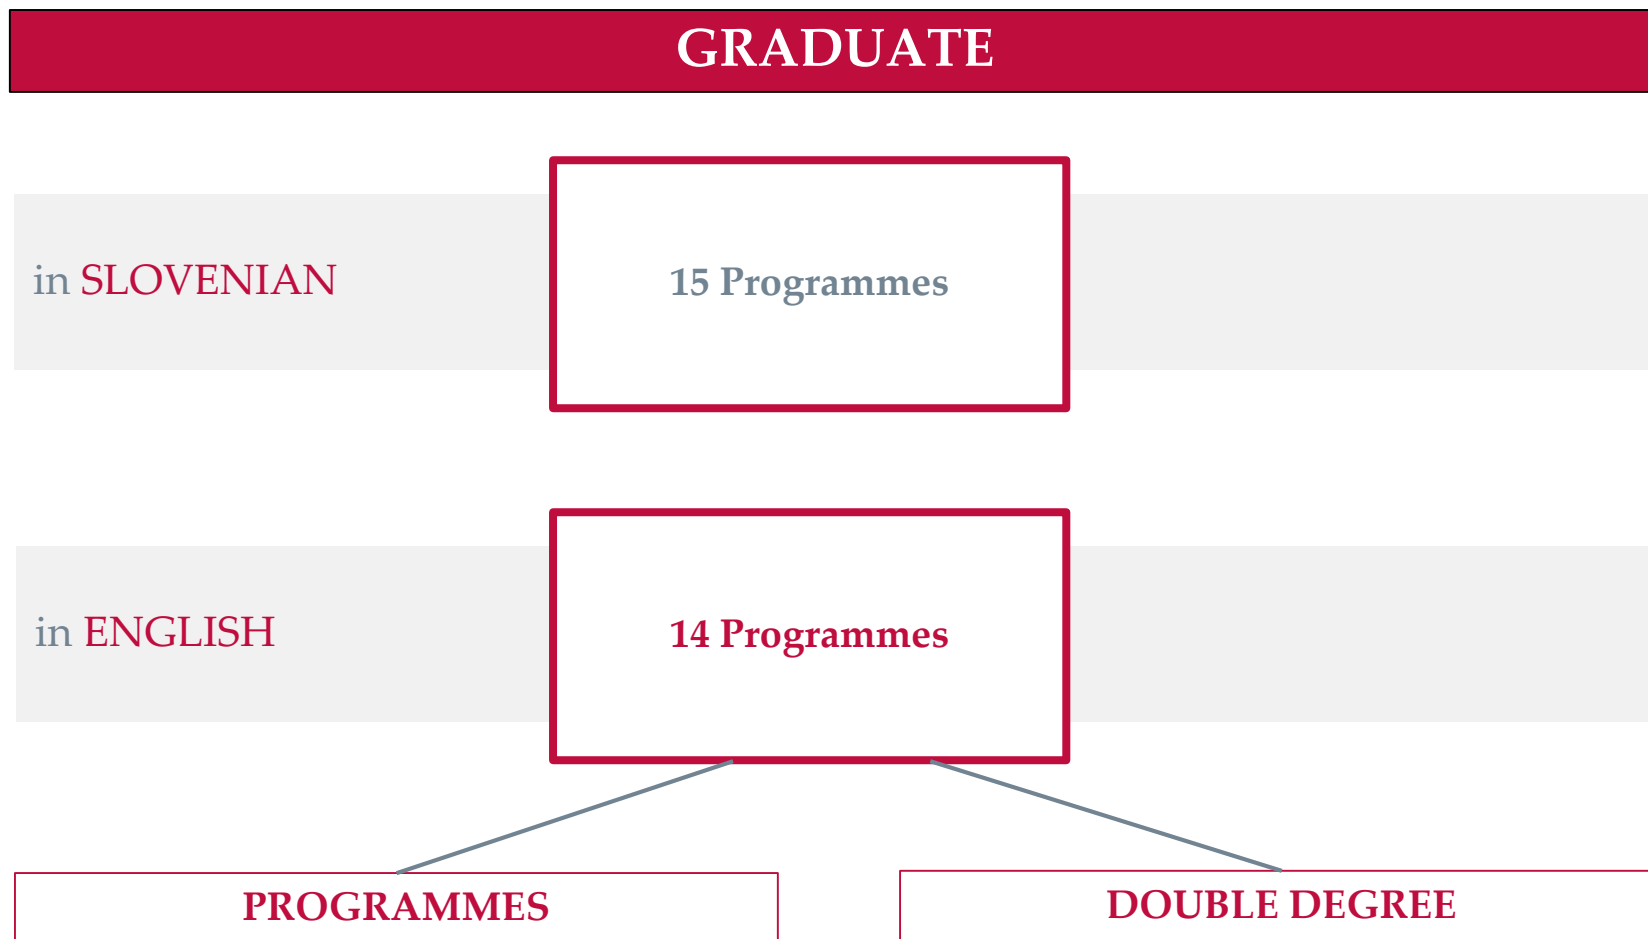 GRADUATE
in SLOVENIAN
15 Programmes
in ENGLISH
14 Programmes
PROGRAMMES
DOUBLE DEGREE